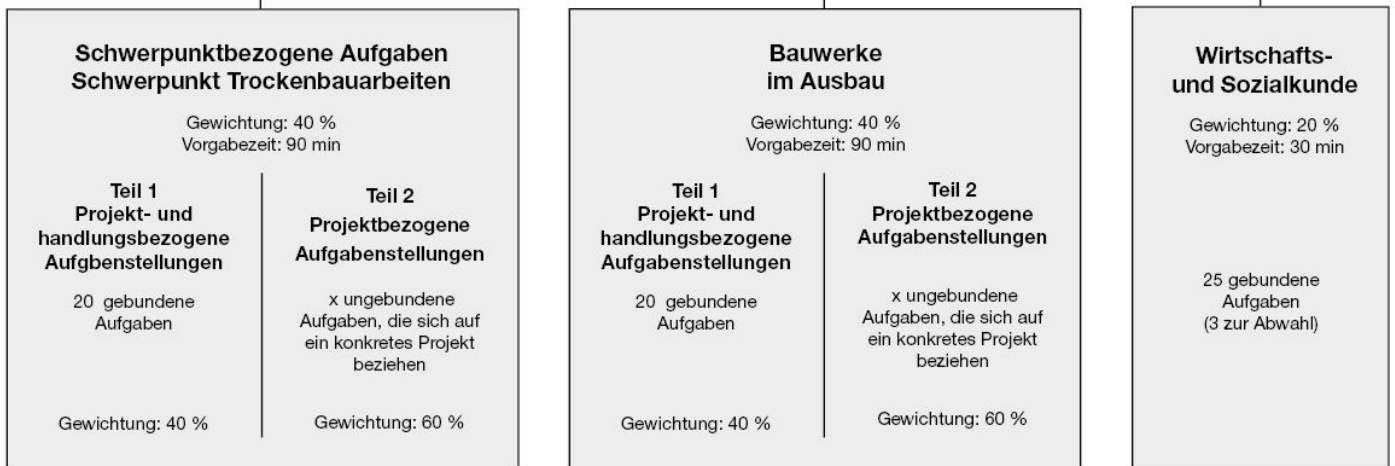 Schwerpunktbezogene Aufgaben
Schwerpunkt Trockenbauarbeiten
Gewichtung: 40 %
Vorgabezeit: 90 min
Teil 1
Projekt- und
handlungsbezogene
Aufgbenstellungen
20 gebundene
Aufgaben
Gewichtung: 40 %
Teil 2
Projektbezogene
Aufgabenstellungen
x ungebundene
Aufgaben, die sich auf
ein konkretes Projekt
beziehen
Gewichtung: 60 %
Bauwerke
im Ausbau
Gewichtung: 40 %
Vorgabezeit: 90 min
Teil 1
Projekt- und
handlungsbezogene
Aufgabenstellungen
20 gebundene
Aufgaben
Gewichtung: 40 %
Teil 2
Projektbezogene
Aufgabenstellungen
x ungebundene
Aufgaben, die sich auf
ein konkretes Projekt
beziehen
Gewichtung: 60 %
Wirtschafts-
und Sozialkunde
Gewichtung: 20 %
Vorgabezeit: 30 min
25 gebundene
Aufgaben
(3 zur Abwahl)